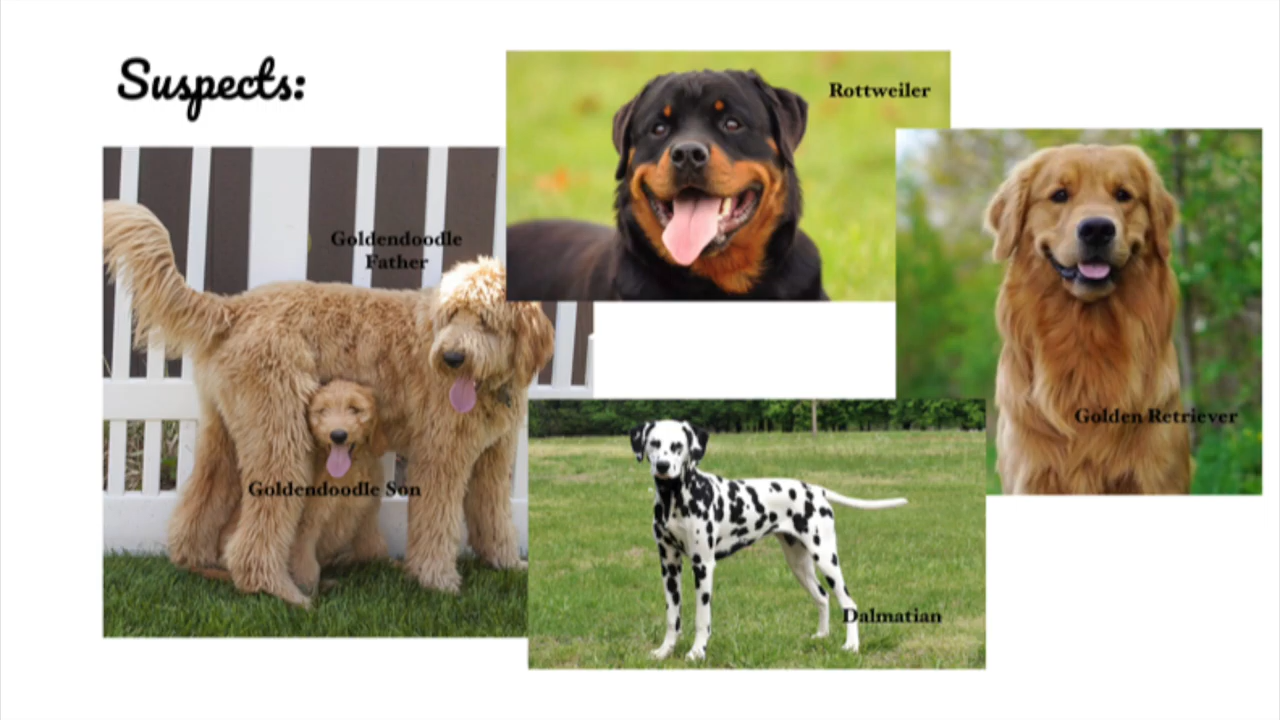 Suspects:
Rottweiler
Goldendoodle
Father
Golden Retriever
Goldendoodle Son
Dalmatian